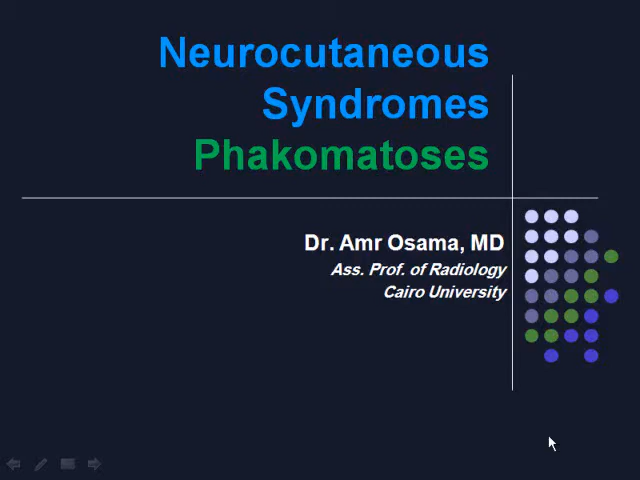 Neurocutaneous
Syndromes
Phakomatoses
Dr. Amr Osama, MD
Ass. Prof. of Radiology
Cairo University